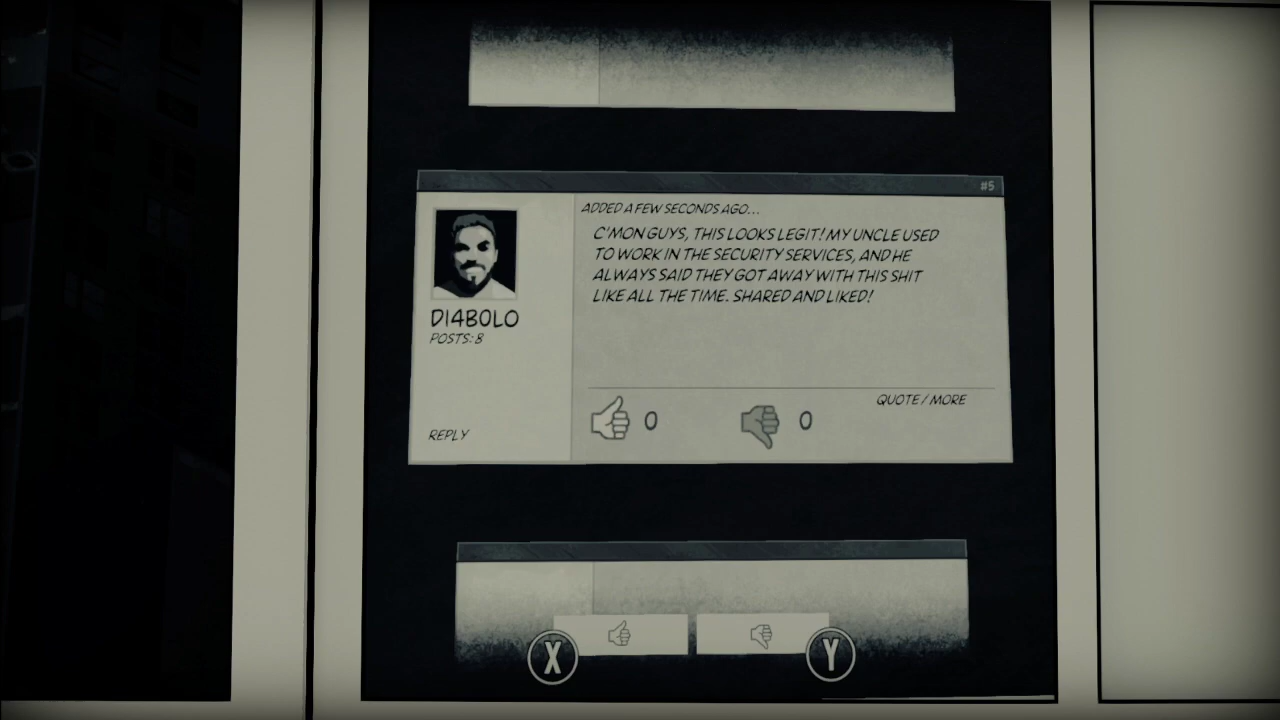 #5
ADDED A FEW SECONDS AGO...
C'MON GUYS, THIS LOOKS LEGIT! MY UNCLE USED
TO WORK IN THE SECURITY SERVICES, AND HE
ALWAYS SAID THEY GOT AWAY WITH THIS SHIT
LIKE ALL THE TIME. SHARED AND LIKED!
DI4BOLO
POSTS: 8
QUOTE / MORE
0 0
REPLY
X Y